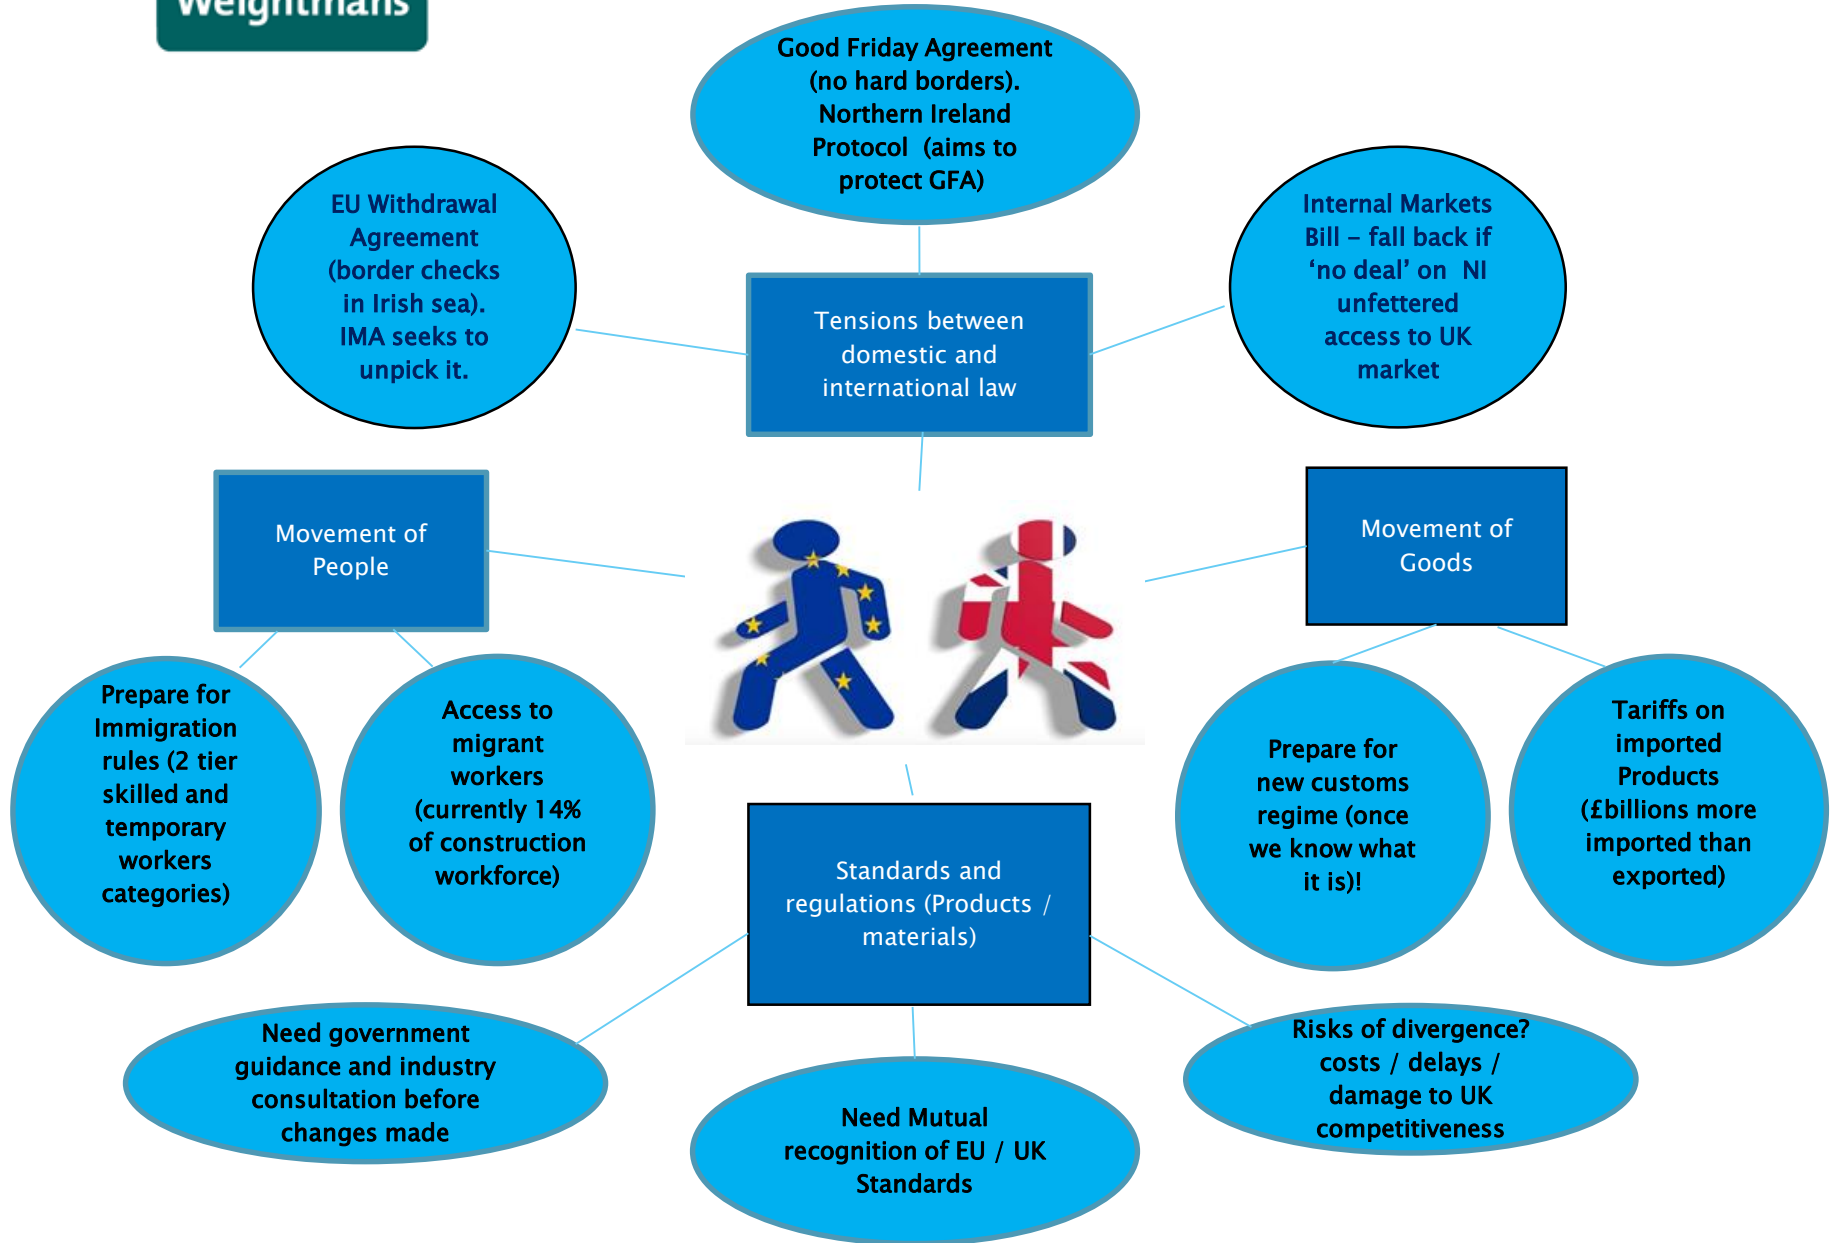 Weightmans
Good Friday Agreement
(no hard borders).
Northern Ireland
Protocol (aims to
protect GFA)
EU Withdrawal
Agreement
(border checks
in Irish sea).
IMA seeks to
unpick it.
Internal Markets
Bill – fall back if
‘no deal’ on NI
unfettered
access to UK
market
Tensions between
domestic and
international law
Movement of
People
Movement of
Goods
Prepare for
Immigration
rules (2 tier
skilled and
temporary
workers
categories)
Access to
migrant
workers
(currently 14%
of construction
workforce)
Prepare for
new customs
regime (once
we know what
it is)!
Tariffs on
imported
Products
(£billions more
imported than
exported)
Standards and
regulations (Products /
materials)
Need government
guidance and industry
consultation before
changes made
Need Mutual
recognition of EU / UK
Standards
Risks of divergence?
costs / delays /
damage to UK
competitiveness